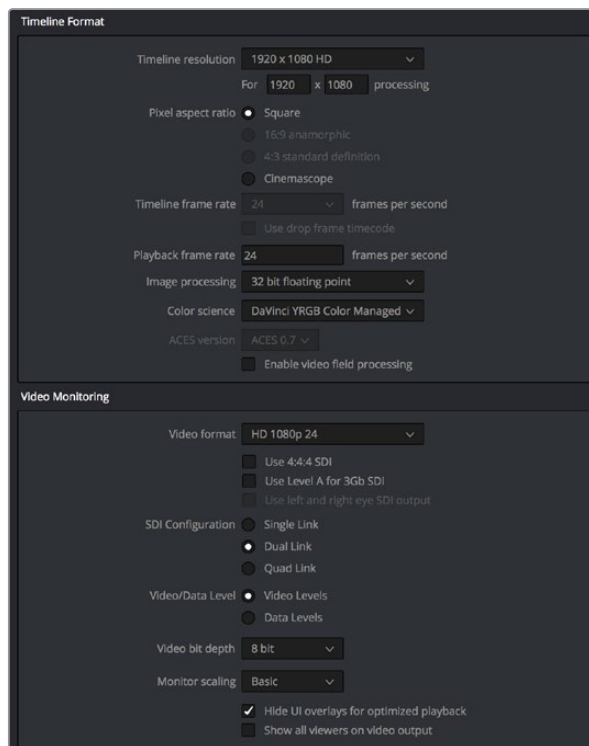 Timeline Format
Timeline resolution 1920 x 1080 HD
For 1920 x 1080 processing
Pixel aspect ratio Square
16:9 anamorphic
4:3 standard definition
Cinemascope
Timeline frame rate 24 frames per second
Use drop frame timecode
Playback frame rate 24 frames per second
Image processing 32 bit floating point
Color science DaVinci YRGB Color Managed
ACES version ACES 0.7
Enable video field processing
Video Monitoring
Video format HD 1080p 24
Use 4:4:4 SDI
Use Level A for 3Gb SDI
Use left and right eye SDI output
SDI Configuration Single Link
Dual Link
Quad Link
Video/Data Level Video Levels
Data Levels
Video bit depth 8 bit
Monitor scaling Basic
Hide UI overlays for optimized playback
Show all viewers on video output